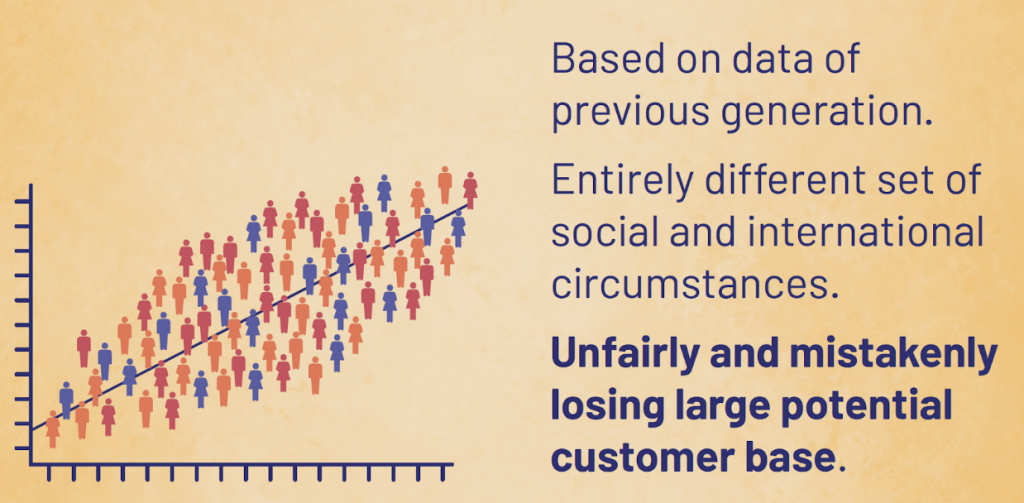 Based on data of
previous generation.
Entirely different set of
social and international
circumstances.
Unfairly and mistakenly
losing large potential
customer base.